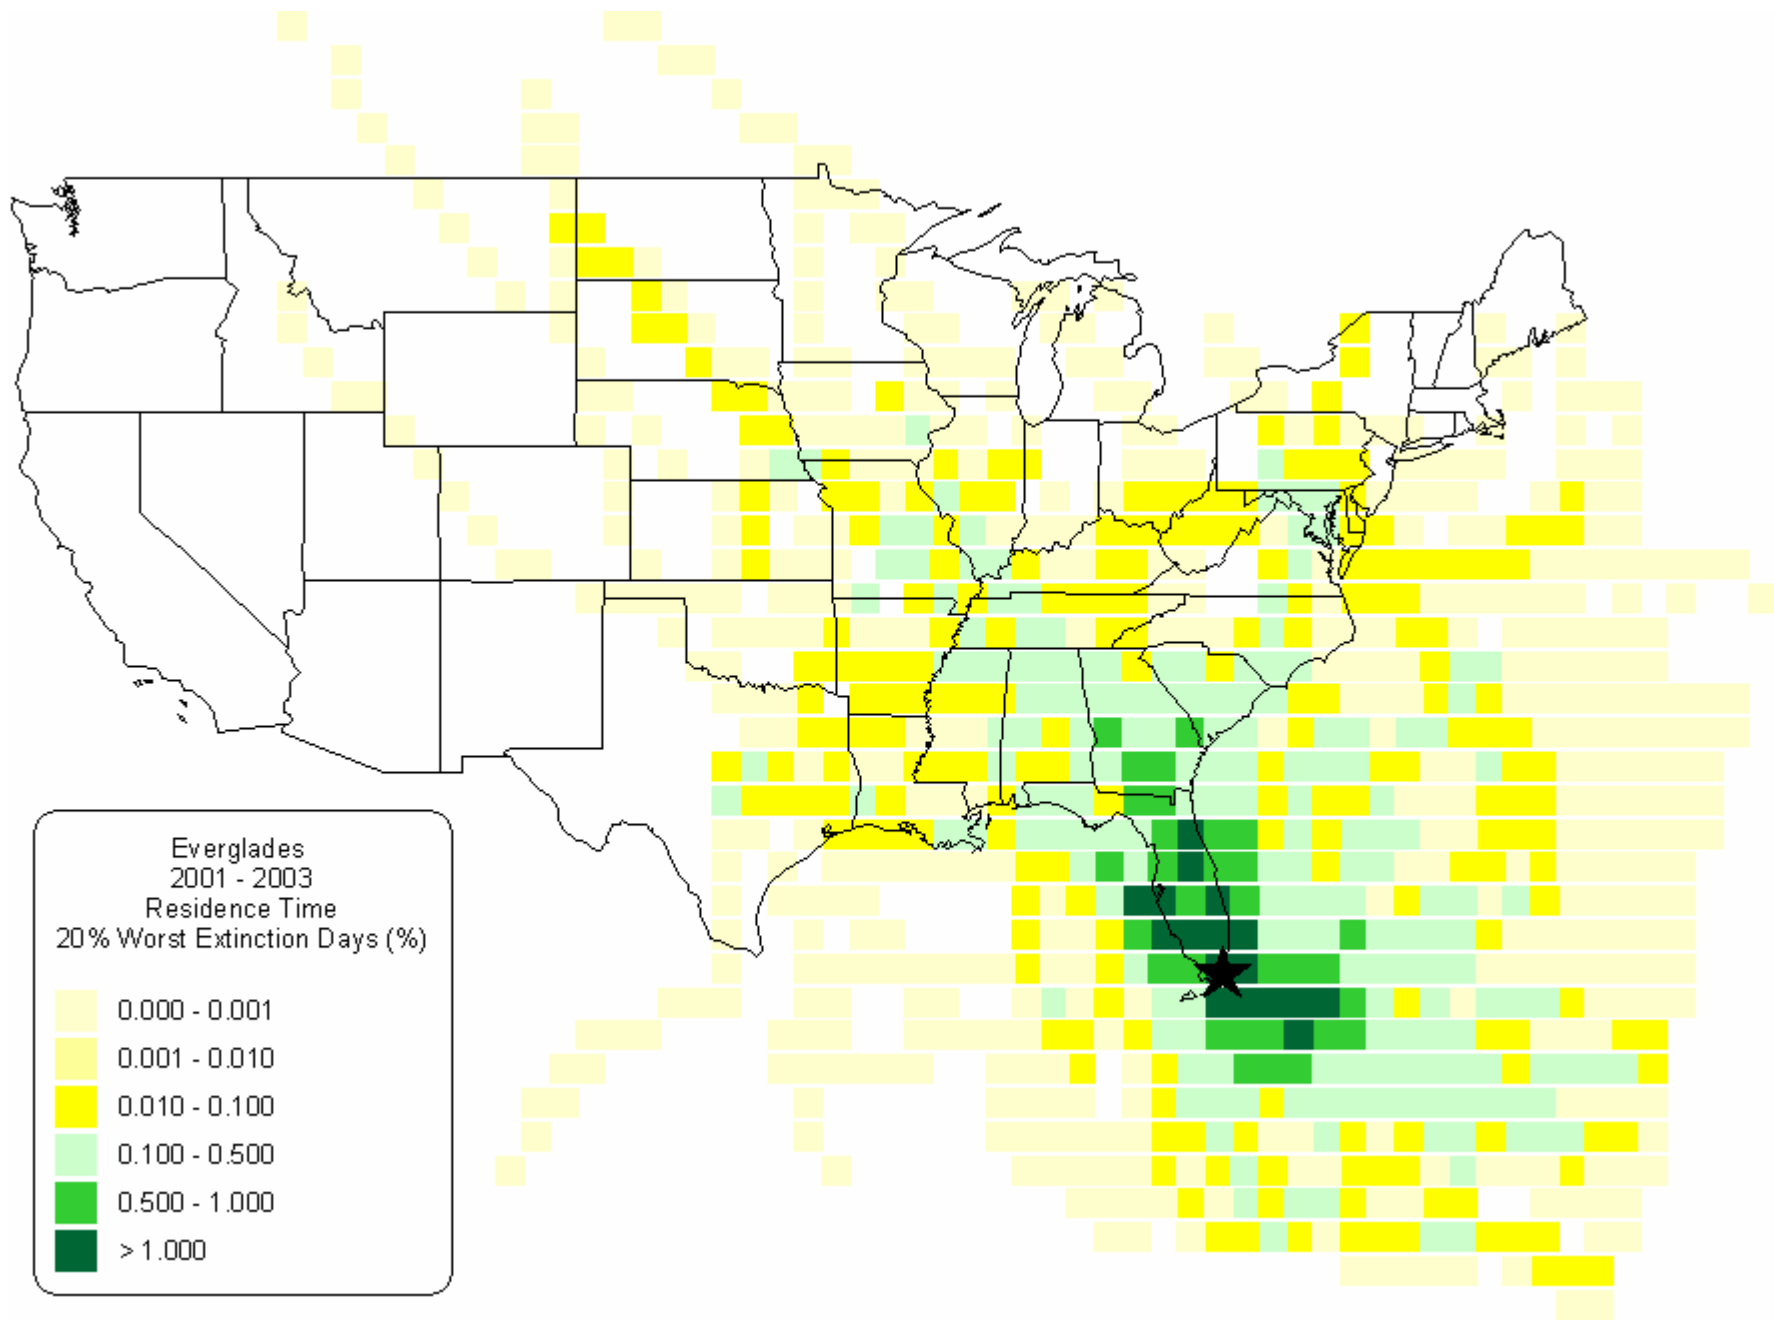 Everglades
2001 - 2003
Residence Time
20% Worst Extinction Days (%)
0.000 - 0.001
0.001 - 0.010
0.010 - 0.100
0.100 - 0.500
0.500 - 1.000
> 1.000